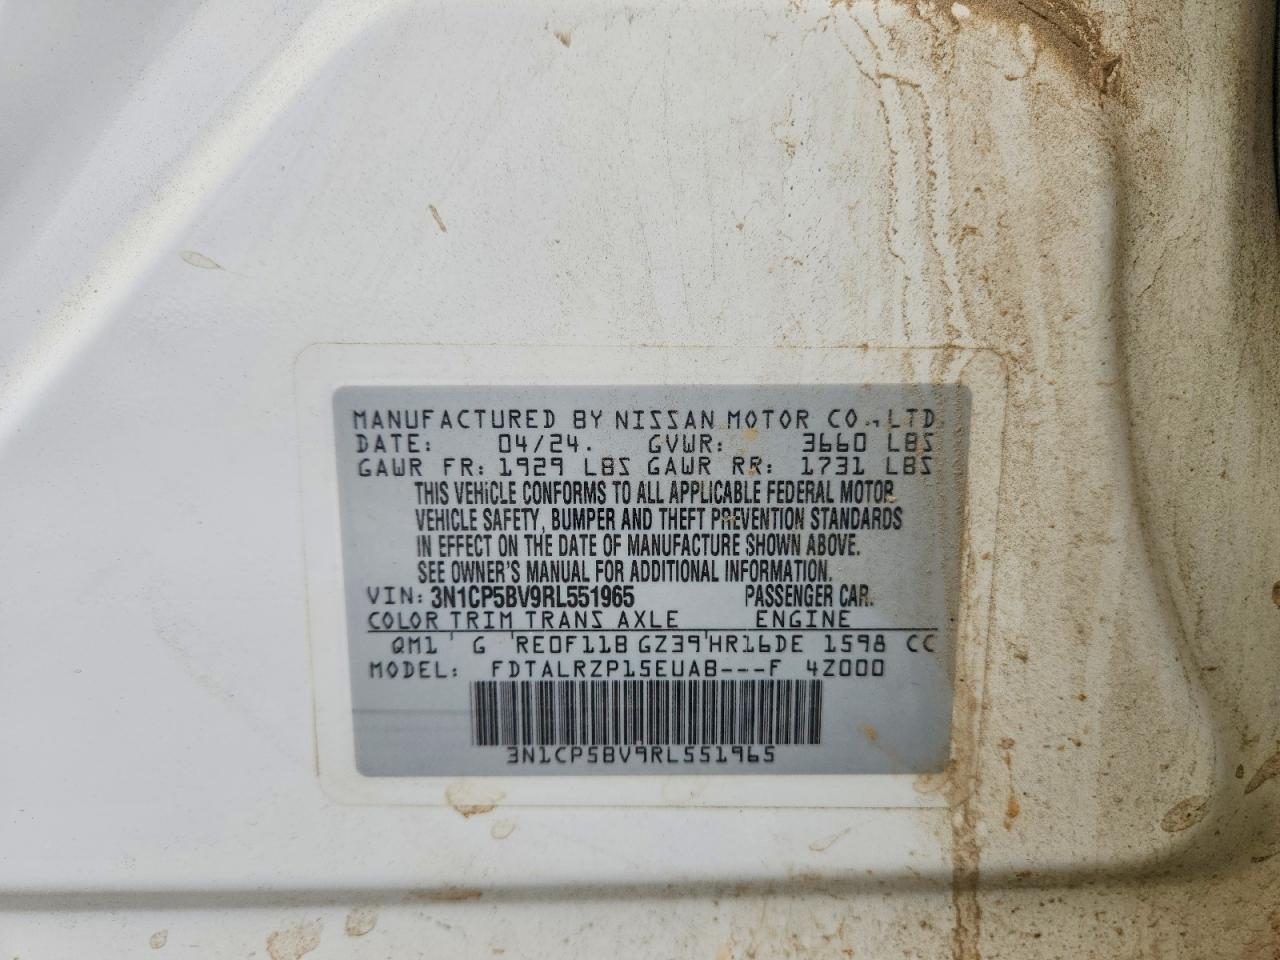 MANUFACTURED BY NISSAN MOTOR CO., LTD.
DATE: 04/24. GVWR: 3660 LBS
GAWR FR: 1929 LBS GAWR RR: 1731 LBS
THIS VEHICLE CONFORMS TO ALL APPLICABLE FEDERAL MOTOR
VEHICLE SAFETY, BUMPER AND THEFT PREVENTION STANDARDS
IN EFFECT ON THE DATE OF MANUFACTURE SHOWN ABOVE.
SEE OWNER'S MANUAL FOR ADDITIONAL INFORMATION.
VIN: 3N1CP5BV9RL551965 PASSENGER CAR.
COLOR TRIM TRANS AXLE ENGINE
QM1 ' G 'RE0F11B GZ39'HR16DE 1598 CC
MODEL: FDTALRZP15EUAB---F 4Z000
3N1CP5BV9RL551965